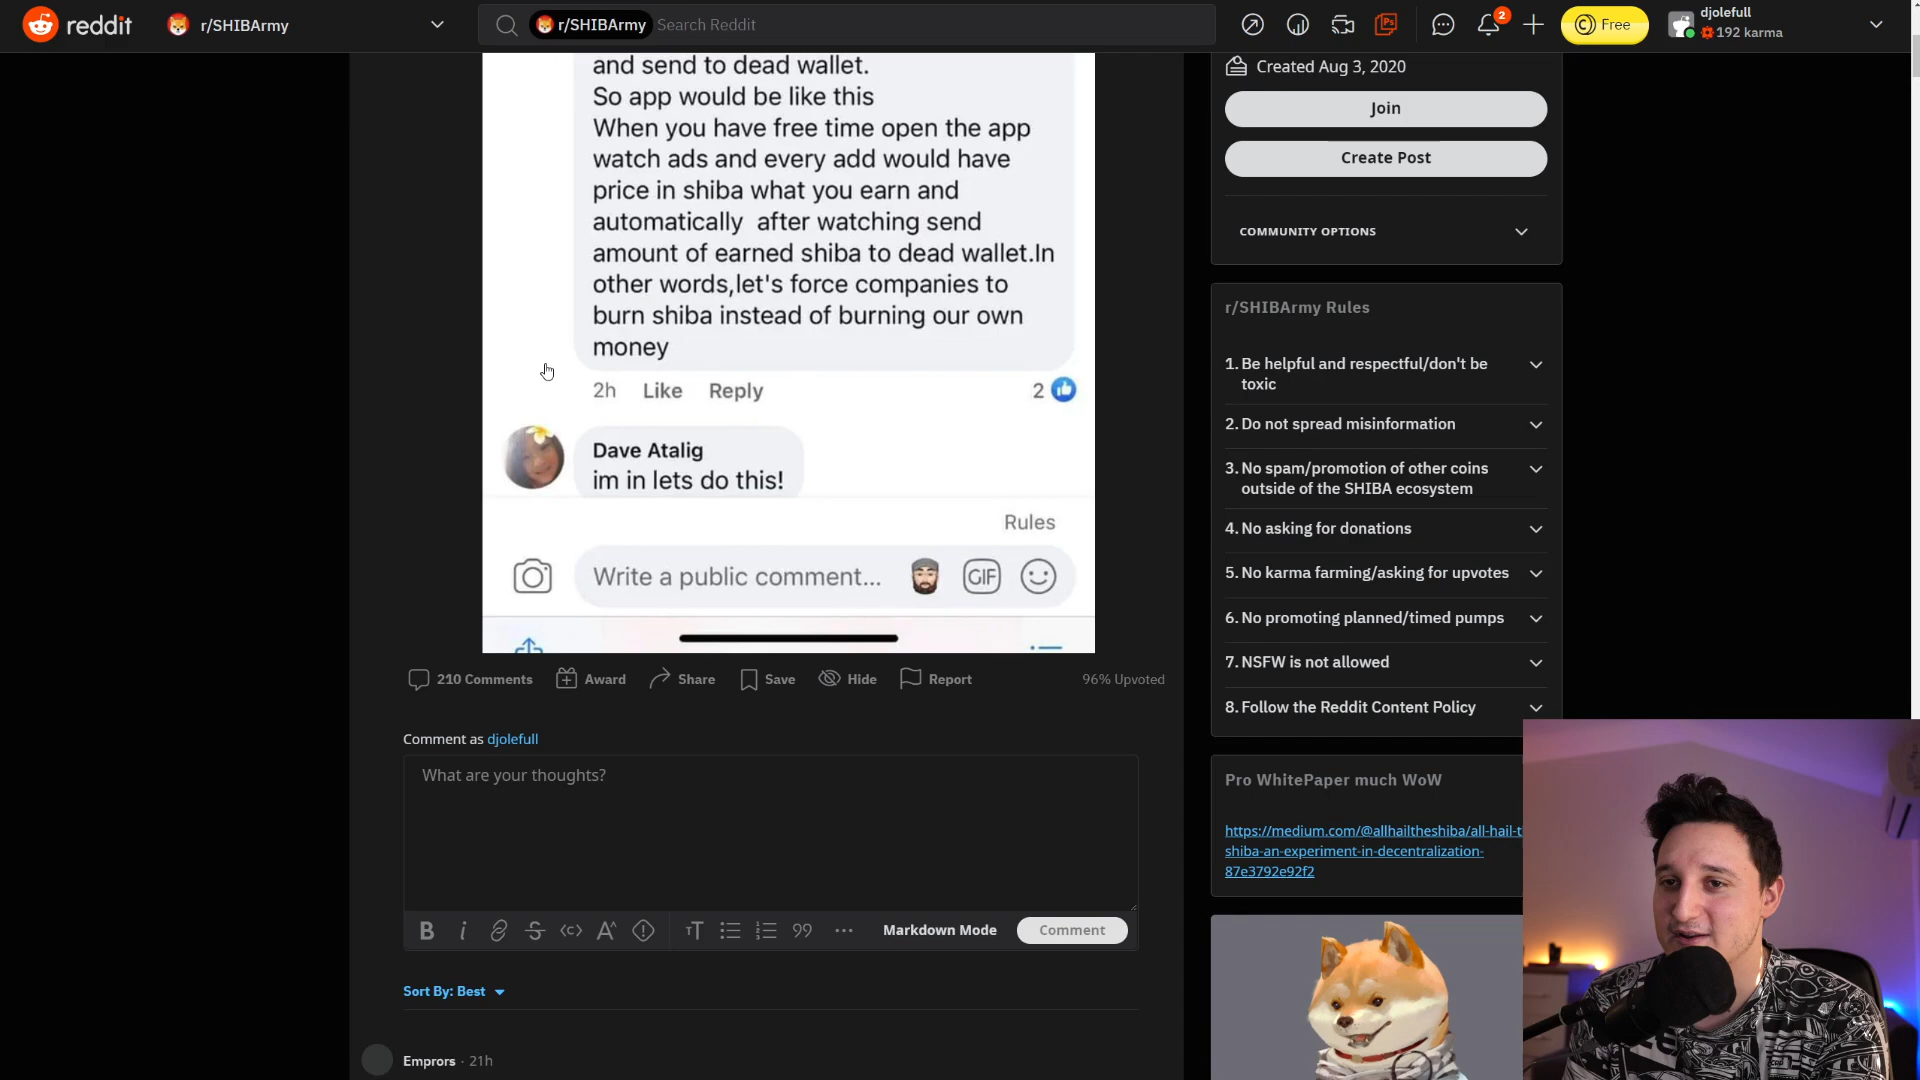 reddit
r/SHIBArmy
r/SHIBArmy Search Reddit
2
Free
djolefull
192 karma
and send to dead wallet.
So app would be like this
When you have free time open the app
watch ads and every add would have
price in shiba what you earn and
automatically after watching send
amount of earned shiba to dead wallet.In
other words,let's force companies to
burn shiba instead of burning our own
money
2h Like Reply 2
Dave Atalig
im in lets do this!
Rules
Write a public comment...
GIF
210 Comments Award Share Save Hide Report 96% Upvoted
Comment as djolefull
What are your thoughts?
Markdown Mode Comment
Sort By: Best
Emprors · 21h
Created Aug 3, 2020
Join
Create Post
COMMUNITY OPTIONS
r/SHIBArmy Rules
1. Be helpful and respectful/don't be
toxic
2. Do not spread misinformation
3. No spam/promotion of other coins
outside of the SHIBA ecosystem
4. No asking for donations
5. No karma farming/asking for upvotes
6. No promoting planned/timed pumps
7. NSFW is not allowed
8. Follow the Reddit Content Policy
Pro WhitePaper much WoW
https://medium.com/@allhailtheshiba/all-hail-t
shiba-an-experiment-in-decentralization-
87e3792e92f2